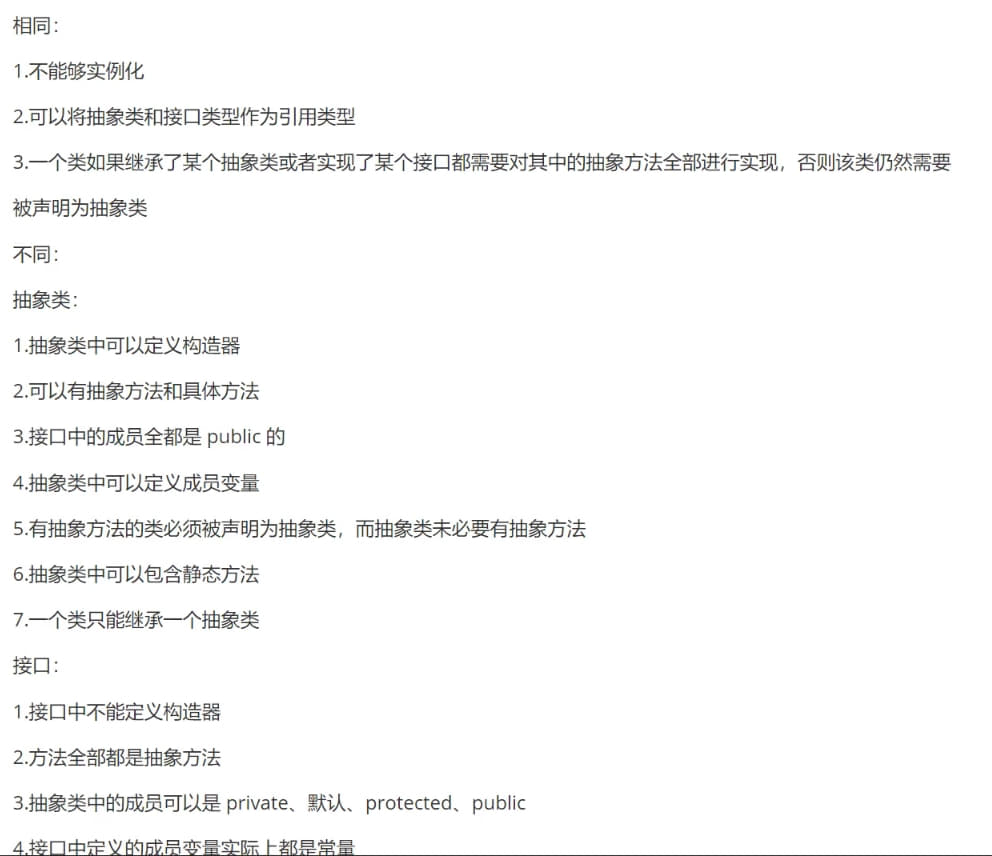 相同：
1.不能够实例化
2.可以将抽象类和接口类型作为引用类型
3.一个类如果继承了某个抽象类或者实现了某个接口都需要对其中的抽象方法全部进行实现，否则该类仍然需要
被声明为抽象类
不同：
抽象类：
1.抽象类中可以定义构造器
2.可以有抽象方法和具体方法
3.接口中的成员全都是 public 的
4.抽象类中可以定义成员变量
5.有抽象方法的类必须被声明为抽象类，而抽象类未必要有抽象方法
6.抽象类中可以包含静态方法
7.一个类只能继承一个抽象类
接口：
1.接口中不能定义构造器
2.方法全部都是抽象方法
3.抽象类中的成员可以是 private、默认、protected、public
4.接口中定义的成员变量实际上都是常量